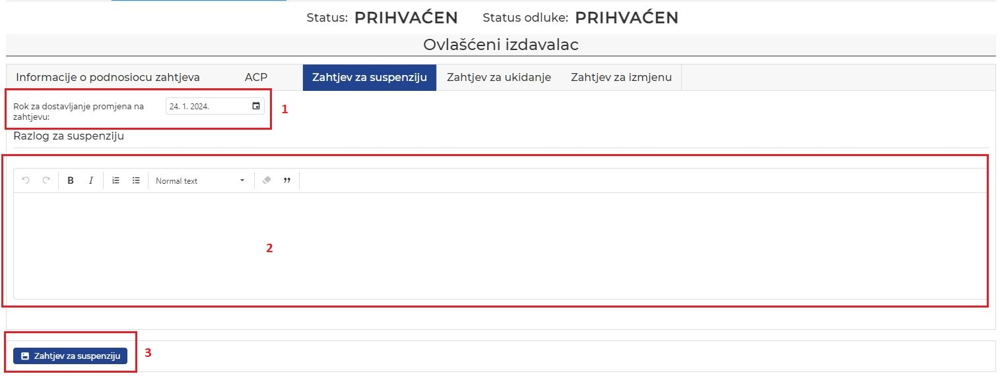 Status: PRIHVAĆEN Status odluke: PRIHVAĆEN
Ovlašćeni izdavalac
Informacije o podnosiocu zahtjeva ACP Zahtjev za suspenziju Zahtjev za ukidanje Zahtjev za izmjenu
Rok za dostavljanje promjena na
zahtjevu:
24. 1. 2024.
1
Razlog za suspenziju
B I Normal text
2
Zahtjev za suspenziju
3